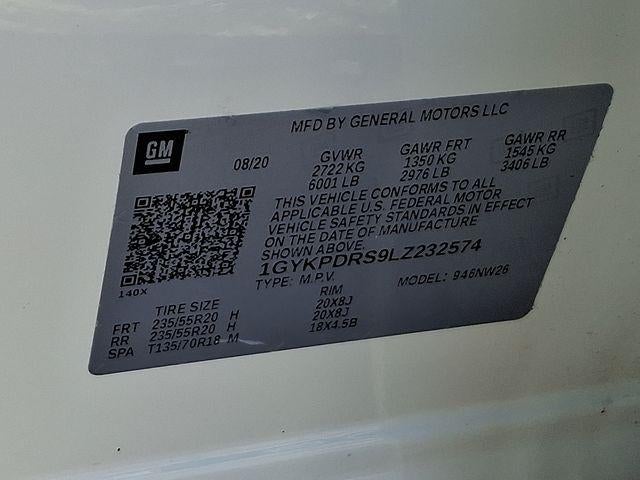 MFD BY GENERAL MOTORS LLC
GM
08/20
GVWR GAWR FRT GAWR RR
2722 KG 1350 KG 1545 KG
6001 LB 2976 LB 3406 LB
THIS VEHICLE CONFORMS TO ALL
APPLICABLE U.S. FEDERAL MOTOR
VEHICLE SAFETY STANDARDS IN EFFECT
ON THE DATE OF MANUFACTURE
SHOWN ABOVE.
1GYKPDRS9LZ232574
TYPE: M.P.V. MODEL: 946NW26
140X
TIRE SIZE RIM
FRT 235/55R20 H 20X8J
RR 235/55R20 H 20X8J
SPA T135/70R18 M 18X4.5B